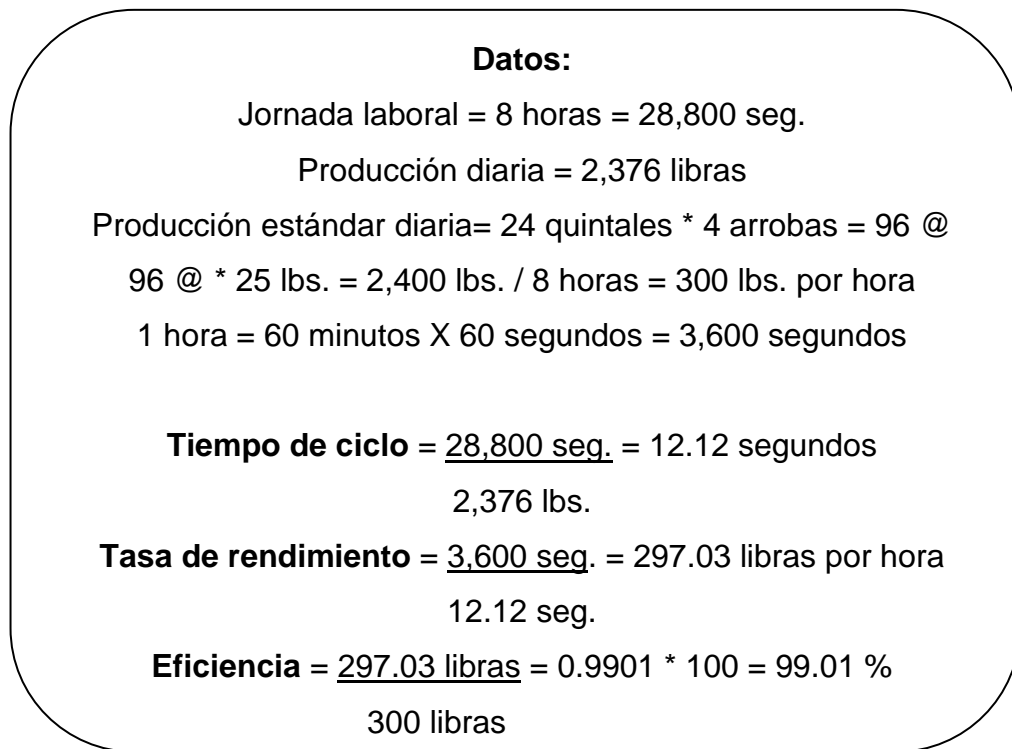 Datos:
Jornada laboral = 8 horas = 28,800 seg.
Producción diaria = 2,376 libras
Producción estándar diaria= 24 quintales * 4 arrobas = 96 @
96 @ * 25 lbs. = 2,400 lbs. / 8 horas = 300 lbs. por hora
1 hora = 60 minutos X 60 segundos = 3,600 segundos
Tiempo de ciclo = 28,800 seg. = 12.12 segundos
2,376 lbs.
Tasa de rendimiento = 3,600 seg. = 297.03 libras por hora
12.12 seg.
Eficiencia = 297.03 libras = 0.9901 * 100 = 99.01 %
300 libras